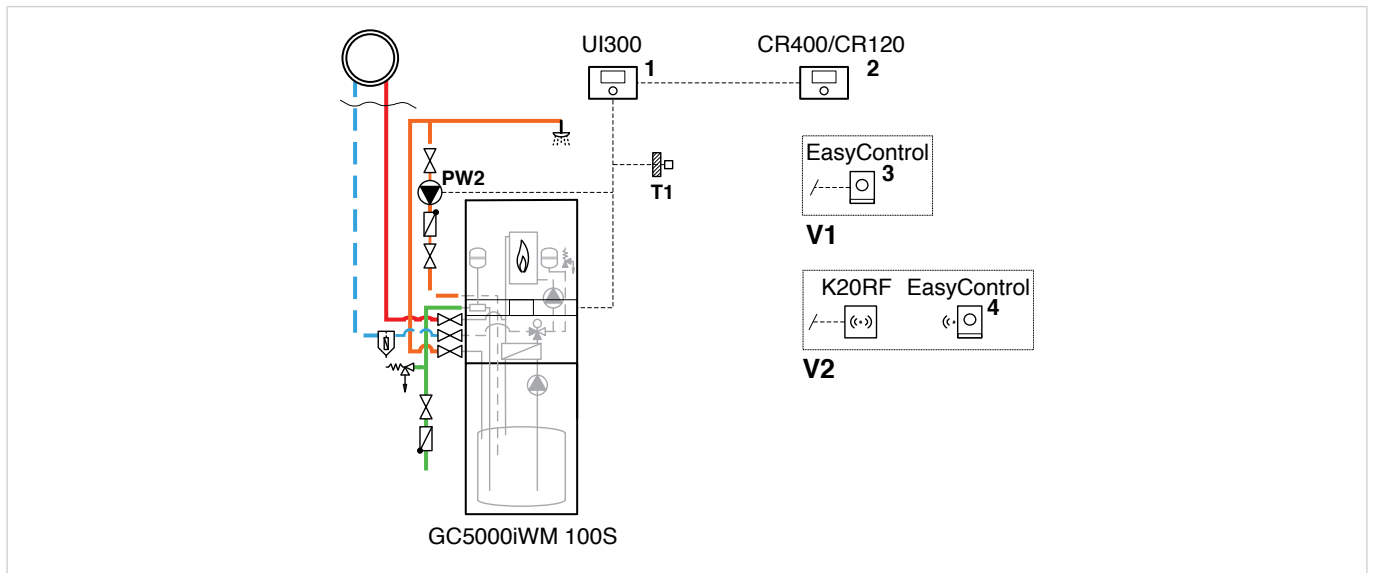 UI300
1
CR400/CR120
2
PW2
T1
EasyControl
3
V1
K20RF
EasyControl
4
V2
GC5000iWM 100S